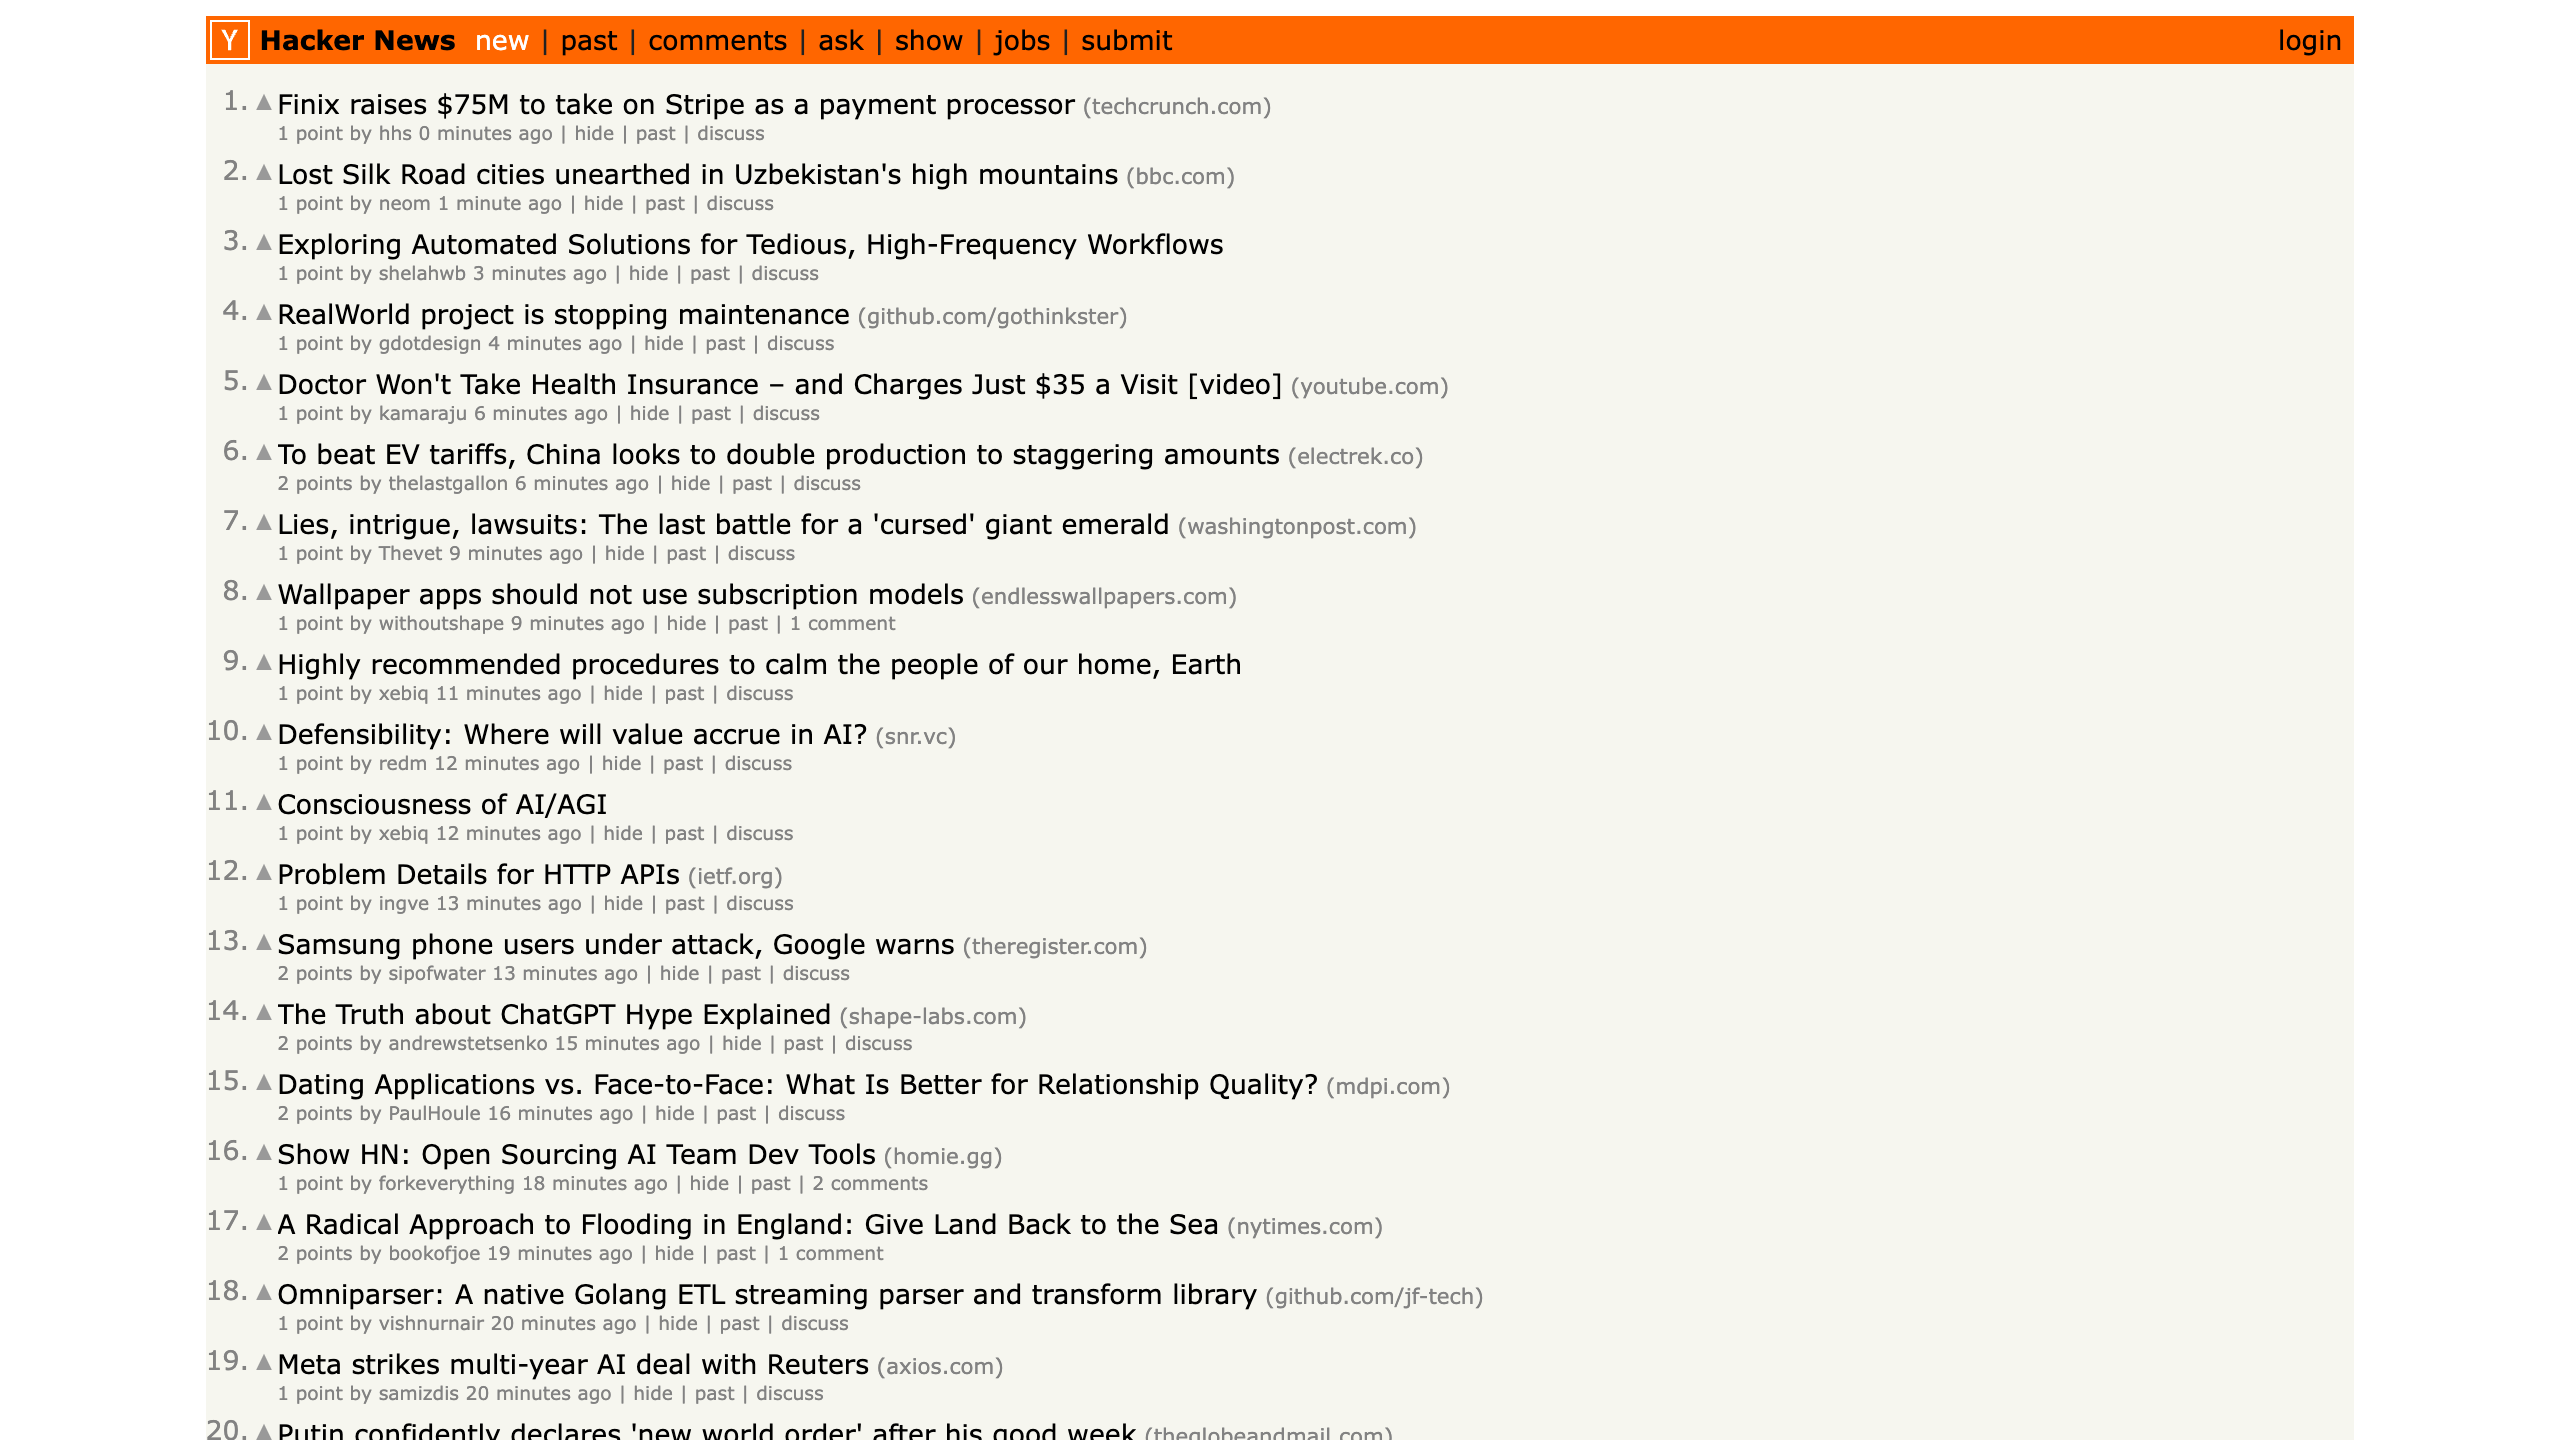 Y Hacker News new | past | comments | ask | show | jobs | submit login
1. ▲ Finix raises $75M to take on Stripe as a payment processor (techcrunch.com)
1 point by hhs 0 minutes ago | hide | past | discuss
2. ▲ Lost Silk Road cities unearthed in Uzbekistan's high mountains (bbc.com)
1 point by neom 1 minute ago | hide | past | discuss
3. ▲ Exploring Automated Solutions for Tedious, High-Frequency Workflows
1 point by shelahwb 3 minutes ago | hide | past | discuss
4. ▲ RealWorld project is stopping maintenance (github.com/gothinkster)
1 point by gdotdesign 4 minutes ago | hide | past | discuss
5. ▲ Doctor Won't Take Health Insurance – and Charges Just $35 a Visit [video] (youtube.com)
1 point by kamaraju 6 minutes ago | hide | past | discuss
6. ▲ To beat EV tariffs, China looks to double production to staggering amounts (electrek.co)
2 points by thelastgallon 6 minutes ago | hide | past | discuss
7. ▲ Lies, intrigue, lawsuits: The last battle for a 'cursed' giant emerald (washingtonpost.com)
1 point by Thevet 9 minutes ago | hide | past | discuss
8. ▲ Wallpaper apps should not use subscription models (endlesswallpapers.com)
1 point by withoutshape 9 minutes ago | hide | past | 1 comment
9. ▲ Highly recommended procedures to calm the people of our home, Earth
1 point by xebiq 11 minutes ago | hide | past | discuss
10. ▲ Defensibility: Where will value accrue in AI? (snr.vc)
1 point by redm 12 minutes ago | hide | past | discuss
11. ▲ Consciousness of AI/AGI
1 point by xebiq 12 minutes ago | hide | past | discuss
12. ▲ Problem Details for HTTP APIs (ietf.org)
1 point by ingve 13 minutes ago | hide | past | discuss
13. ▲ Samsung phone users under attack, Google warns (theregister.com)
2 points by sipofwater 13 minutes ago | hide | past | discuss
14. ▲ The Truth about ChatGPT Hype Explained (shape-labs.com)
2 points by andrewstetsenko 15 minutes ago | hide | past | discuss
15. ▲ Dating Applications vs. Face-to-Face: What Is Better for Relationship Quality? (mdpi.com)
2 points by PaulHoule 16 minutes ago | hide | past | discuss
16. ▲ Show HN: Open Sourcing AI Team Dev Tools (homie.gg)
1 point by forkeverything 18 minutes ago | hide | past | 2 comments
17. ▲ A Radical Approach to Flooding in England: Give Land Back to the Sea (nytimes.com)
2 points by bookofjoe 19 minutes ago | hide | past | 1 comment
18. ▲ Omniparser: A native Golang ETL streaming parser and transform library (github.com/jf-tech)
1 point by vishnurnair 20 minutes ago | hide | past | discuss
19. ▲ Meta strikes multi-year AI deal with Reuters (axios.com)
1 point by samizdis 20 minutes ago | hide | past | discuss
20. ▲ Putin confidently declares 'new world order' after his good week (theglobeandmail.com)